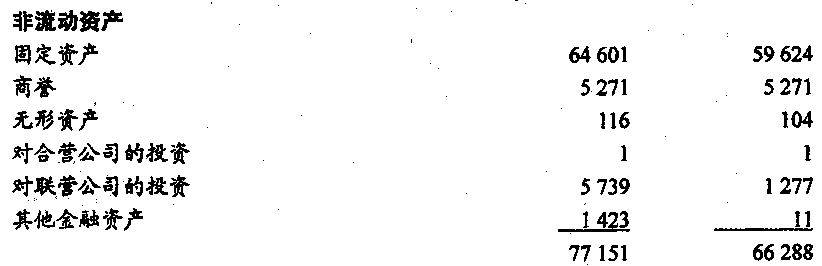 非流动资产
固定资产 64 601 59 624
商誉 5 271 5 271
无形资产 116 104
对合营公司的投资 1 1
对联营公司的投资 5 739 1 277
其他金融资产 1 423 11
77 151 66 288